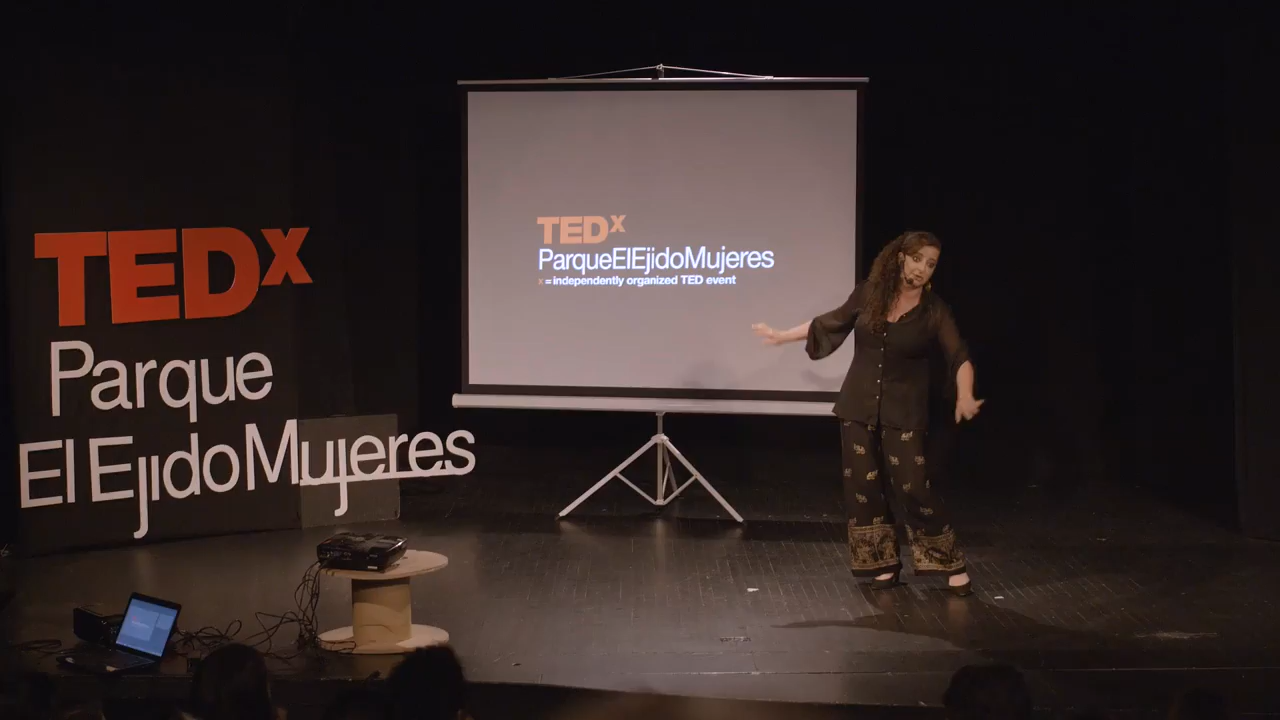 TEDx
Parque
El EjidoMujeres
TEDx
ParqueElEjidoMujeres
x = independently organized TED event